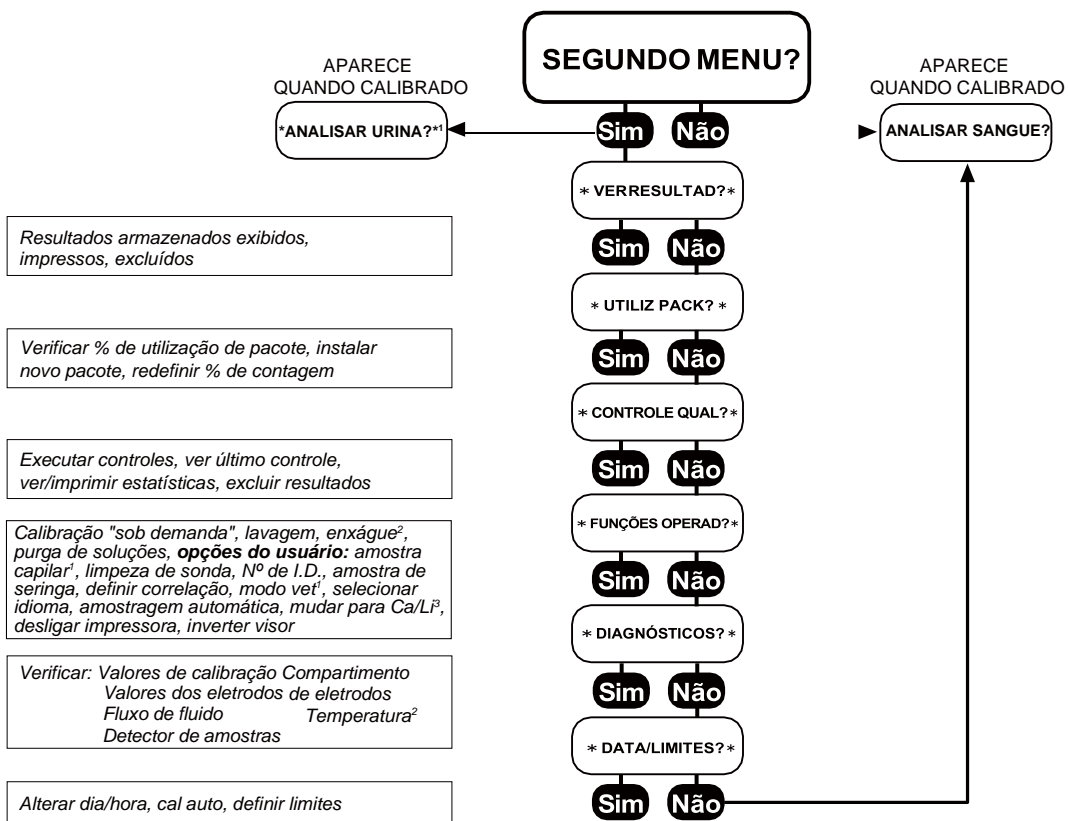 SEGUNDO MENU?
APARECE
QUANDO CALIBRADO
*ANALISAR URINA?*¹
Sim Não
APARECE
QUANDO CALIBRADO
ANALISAR SANGUE?
* VERRESULTAD?*
Resultados armazenados exibidos,
impressos, excluídos
Sim Não
* UTILIZ PACK? *
Verificar % de utilização de pacote, instalar
novo pacote, redefinir % de contagem
Sim Não
* CONTROLE QUAL?*
Executar controles, ver último controle,
ver/imprimir estatísticas, excluir resultados
Sim Não
* FUNÇÕES OPERAD?*
Calibração "sob demanda", lavagem, enxágue²,
purga de soluções, opções do usuário: amostra
capilar¹, limpeza de sonda, Nº de I.D., amostra de
seringa, definir correlação, modo vet¹, selecionar
idioma, amostragem automática, mudar para Ca/Li³,
desligar impressora, inverter visor
Sim Não
* DIAGNÓSTICOS? *
Verificar: Valores de calibração Compartimento
Valores dos eletrodos de eletrodos
Fluxo de fluido Temperatura²
Detector de amostras
Sim Não
* DATA/LIMITES? *
Alterar dia/hora, cal auto, definir limites
Sim Não